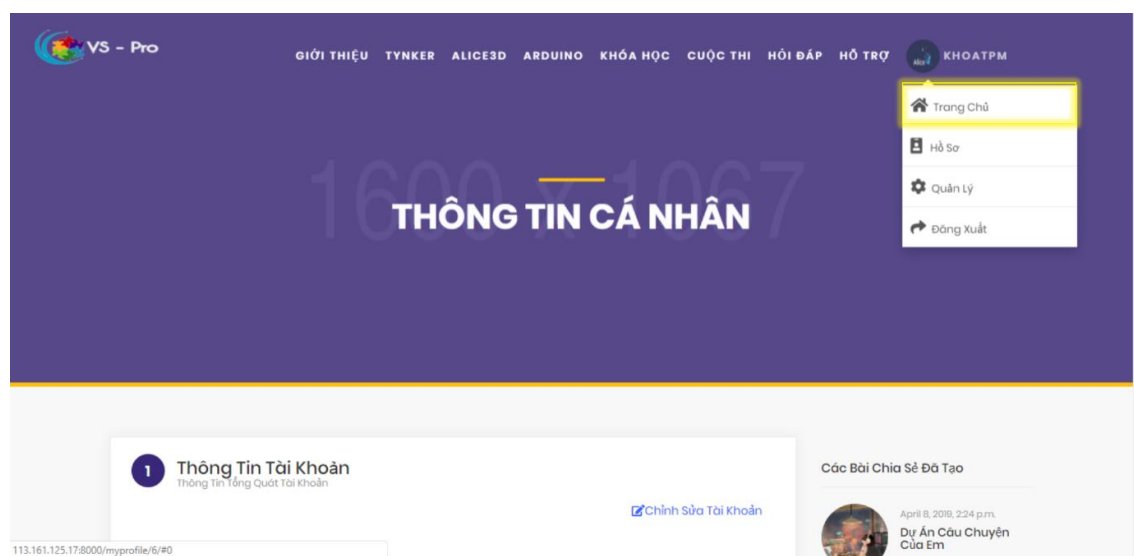 VS - Pro
GIỚI THIỆU TYNKER ALICE3D ARDUINO KHÓA HỌC CUỘC THI HỎI ĐÁP HỖ TRỢ KHOATPM
Trang Chủ
Hồ Sơ
Quản Lý
Đăng Xuất
1600 x 1067
THÔNG TIN CÁ NHÂN
1
Thông Tin Tài Khoản
Thông Tin Tổng Quát Tài Khoản
Chỉnh Sửa Tài Khoản
Các Bài Chia Sẻ Đã Tạo
April 8, 2019, 2:24 p.m.
Dự Án Câu Chuyện
Của Em
113.161.125.17:8000/myprofile/6/#0